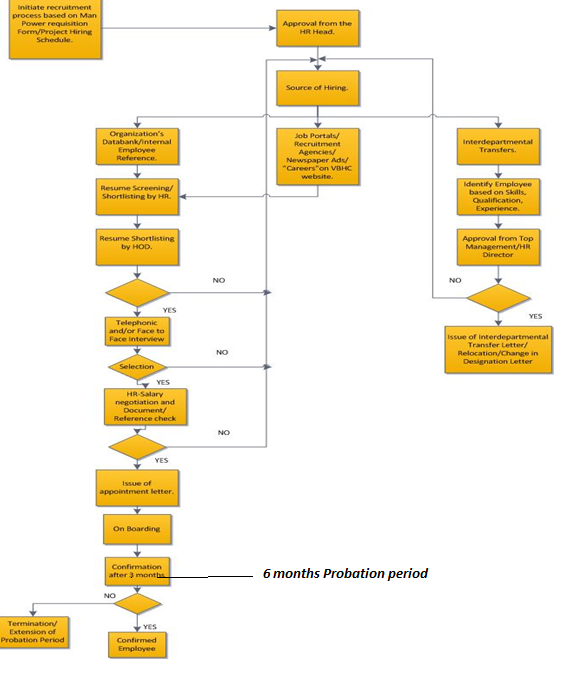 Initiate recruitment
process based on Man
Power requisition
Form/Project Hiring
Schedule.
Approval from the
HR Head.
Source of Hiring.
Organization's
Databank/Internal
Employee
Reference.
Job Portals/
Recruitment
Agencies/
Newspaper Ads/
"Careers"on VBHC
website.
Interdepartmental
Transfers.
Resume Screening/
Shortlisting by HR.
Identify Employee
based on Skills,
Qualification,
Experience.
Resume Shortlisting
by HOD.
Approval from Top
Management/HR
Director
NO
NO
YES
YES
Telephonic
and/or Face to
Face Interview
Issue of Interdepartmental
Transfer Letter/
Relocation/Change in
Designation Letter
NO
Selection
YES
HR-Salary
negotiation and
Document/
Reference check
NO
YES
Issue of
appointment letter.
On Boarding
Confirmation
after 3 months
6 months Probation period
NO
YES
Termination/
Extension of
Probation Period
Confirmed
Employee